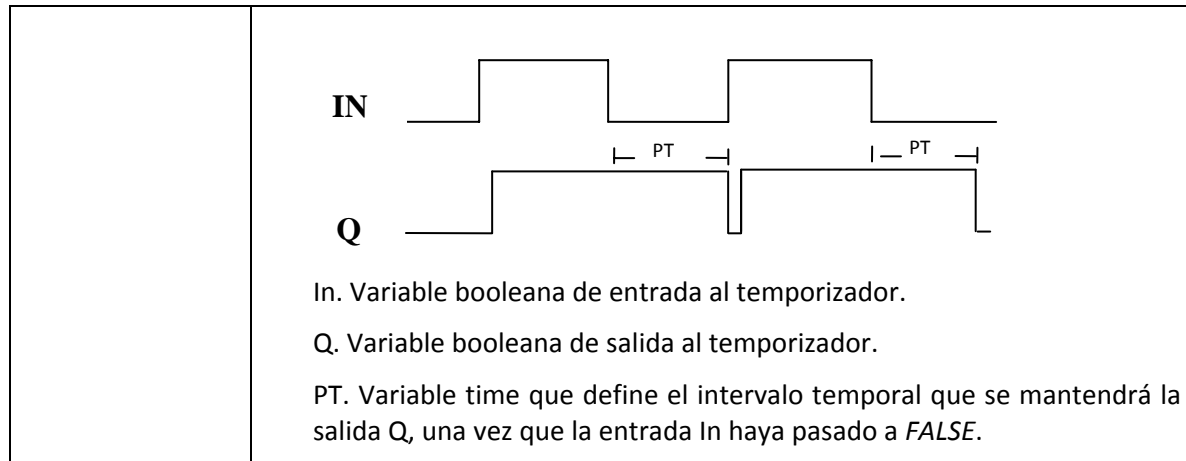 IN
PT
PT
Q
In. Variable booleana de entrada al temporizador.
Q. Variable booleana de salida al temporizador.
PT. Variable time que define el intervalo temporal que se mantendrá la
salida Q, una vez que la entrada In haya pasado a FALSE.